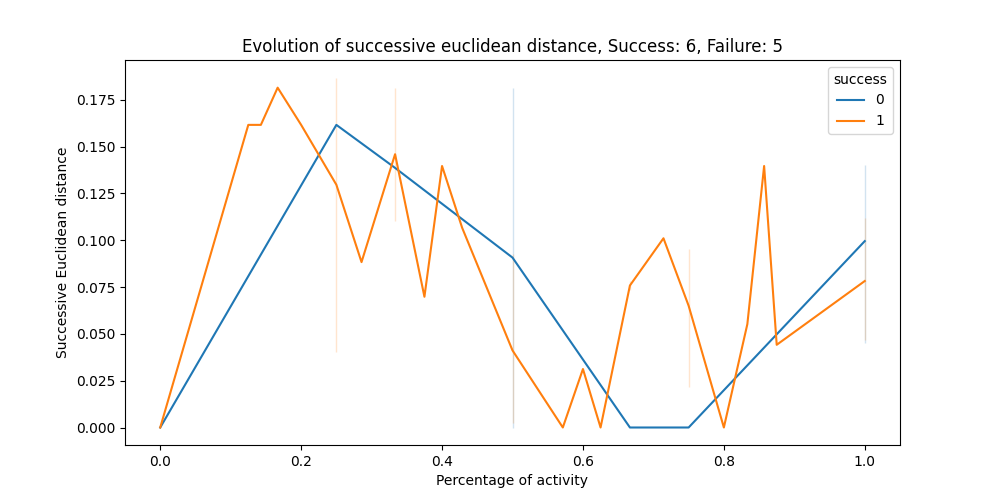 Evolution of successive euclidean distance, Success: 6, Failure: 5
success
0
1
0.175
0.150
0.125
0.100
0.075
0.050
0.025
0.000
Successive Euclidean distance
0.0 0.2 0.4 0.6 0.8 1.0
Percentage of activity